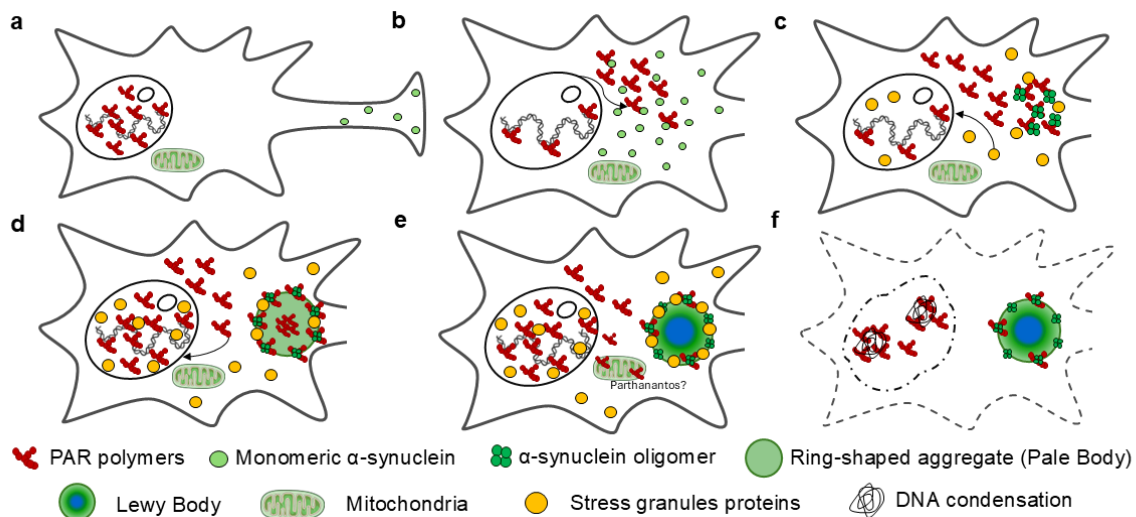 a
b
c
d
e
f
Parthanantos?
PAR polymers
Monomeric α-synuclein
α-synuclein oligomer
Ring-shaped aggregate (Pale Body)
Lewy Body
Mitochondria
Stress granules proteins
DNA condensation